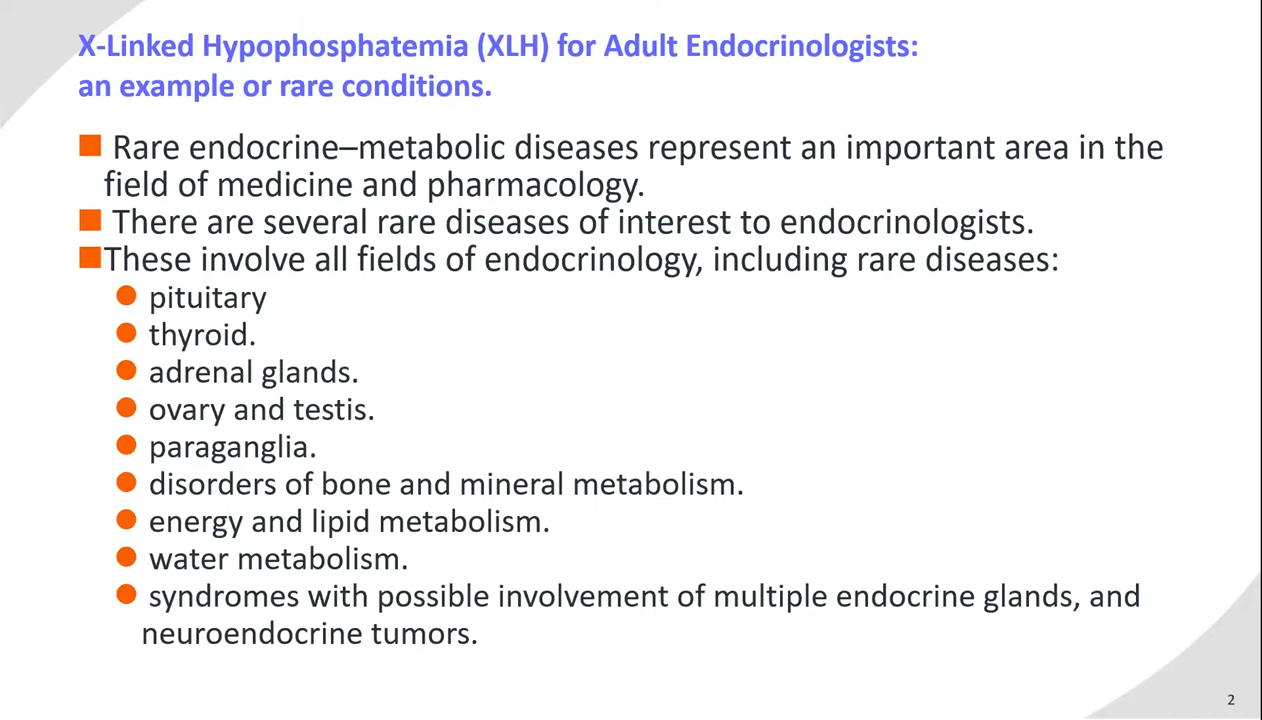 X-Linked Hypophosphatemia (XLH) for Adult Endocrinologists:
an example or rare conditions.
Rare endocrine–metabolic diseases represent an important area in the
field of medicine and pharmacology.
There are several rare diseases of interest to endocrinologists.
These involve all fields of endocrinology, including rare diseases:
pituitary
thyroid.
adrenal glands.
ovary and testis.
paraganglia.
disorders of bone and mineral metabolism.
energy and lipid metabolism.
water metabolism.
syndromes with possible involvement of multiple endocrine glands, and
neuroendocrine tumors.
2